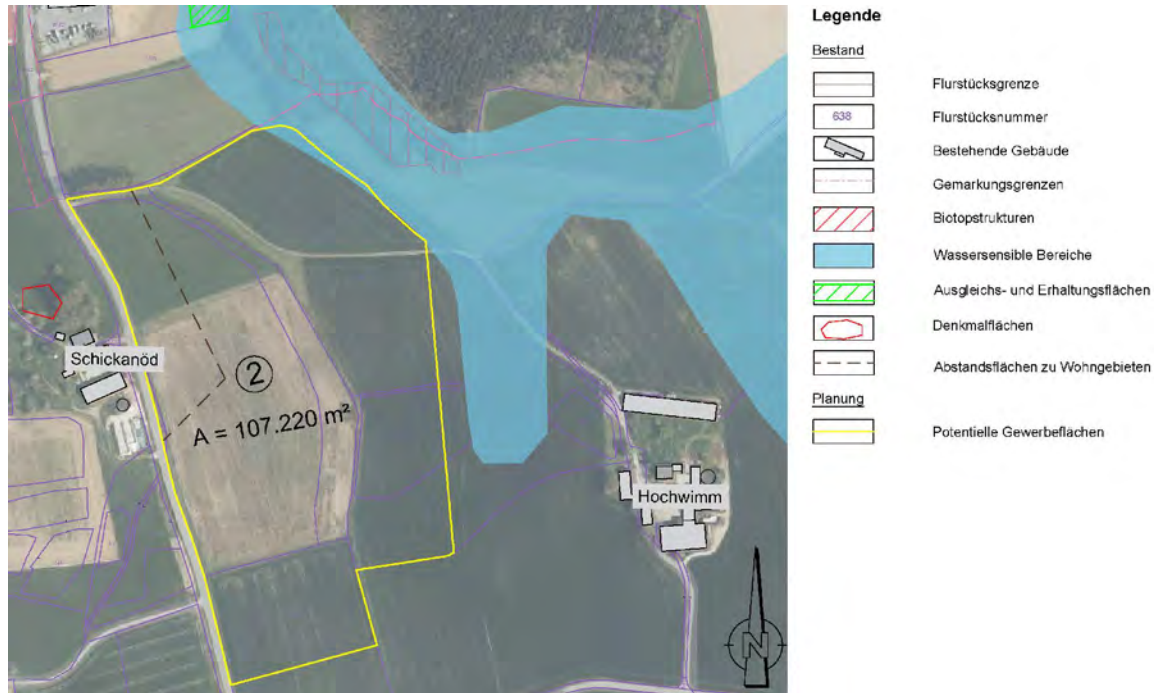 Schickanöd
2
A = 107.220 m²
Hochwimm
N
Legende
Bestand
Flurstücksgrenze
638
Flurstücksnummer
Bestehende Gebäude
Gemarkungsgrenzen
Biotopstrukturen
Wassersensible Bereiche
Ausgleichs- und Erhaltungsflächen
Denkmalflächen
Abstandsflächen zu Wohngebieten
Planung
Potentielle Gewerbeflächen